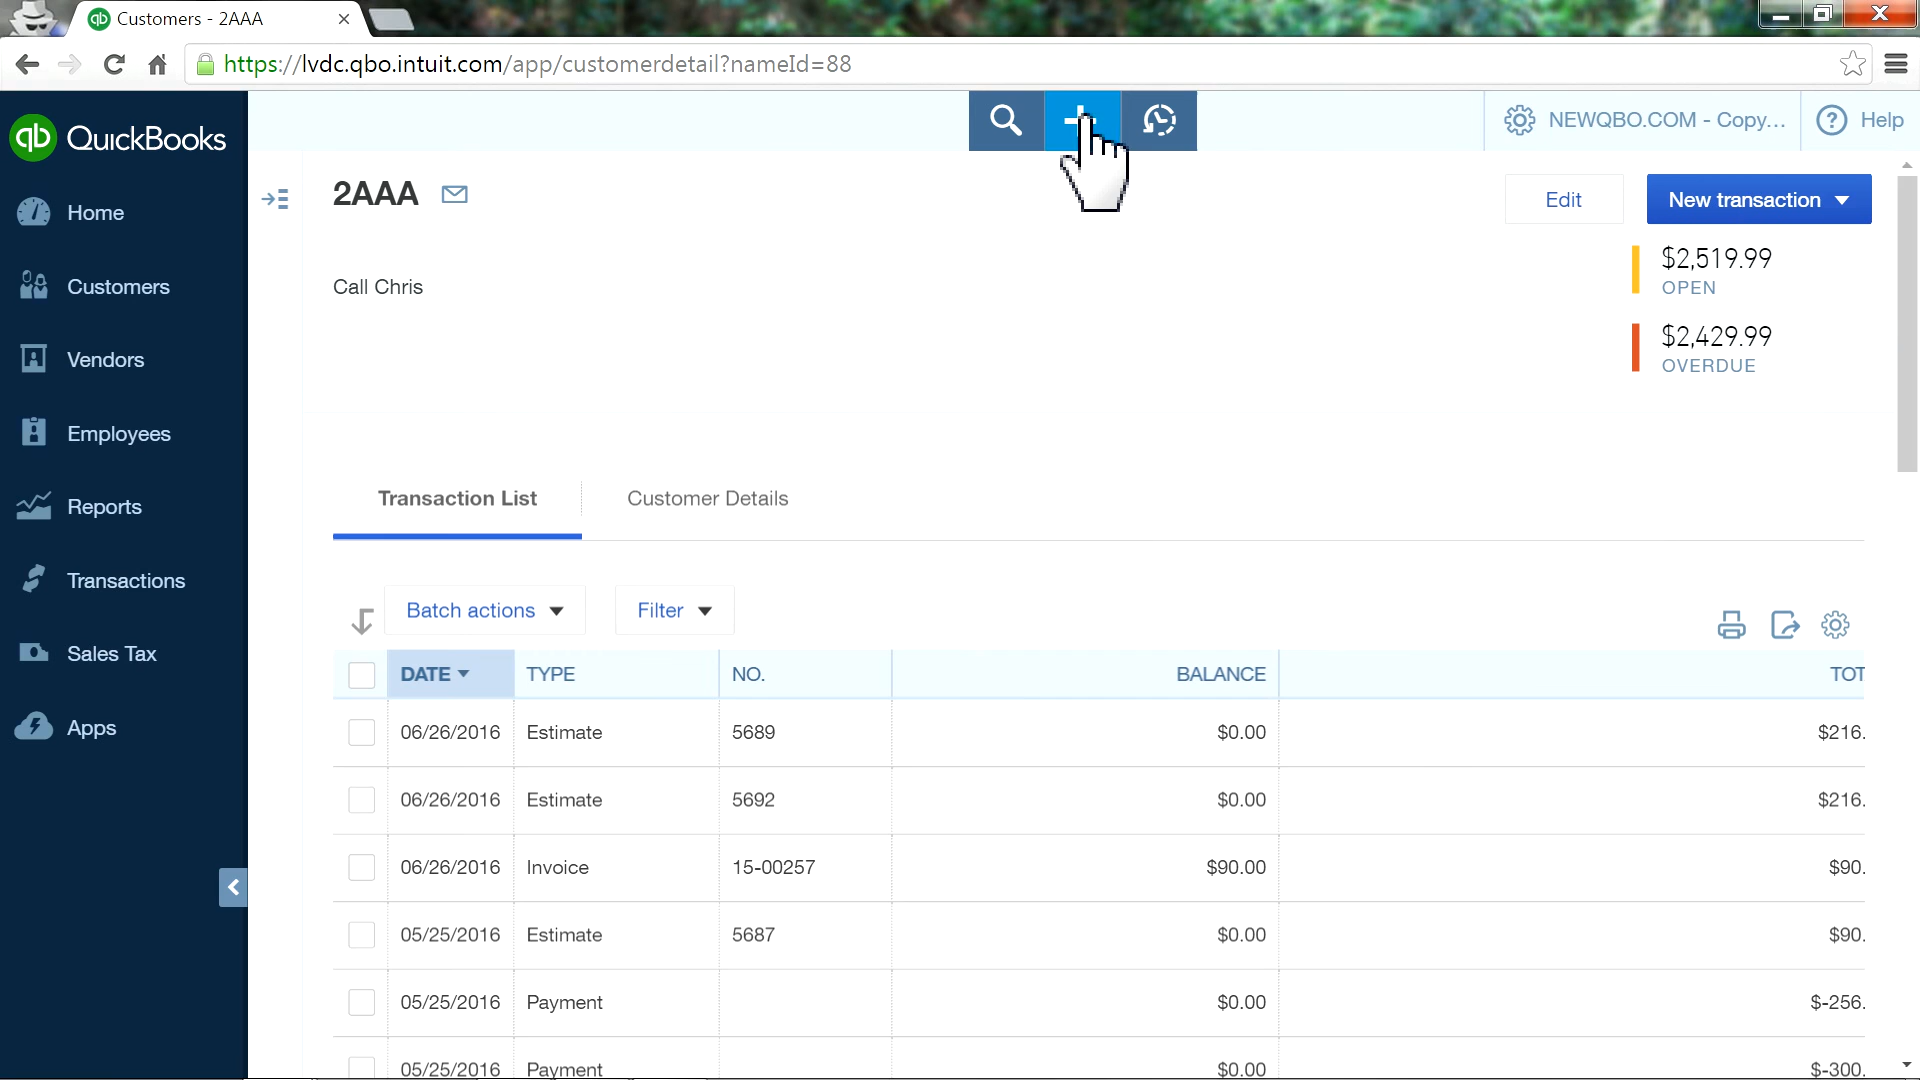 Customers - 2AAA
https://lvdc.qbo.intuit.com/app/customerdetail?nameId=88
qb QuickBooks
NEWQBO.COM - Copy...
? Help
Home
Customers
Vendors
Employees
Reports
Transactions
Sales Tax
Apps
2AAA
Edit
New transaction
Call Chris
$2,519.99
OPEN
$2,429.99
OVERDUE
Transaction List Customer Details
Batch actions Filter
DATE TYPE NO. BALANCE TOT
06/26/2016 Estimate 5689 $0.00 $216.
06/26/2016 Estimate 5692 $0.00 $216.
06/26/2016 Invoice 15-00257 $90.00 $90.
05/25/2016 Estimate 5687 $0.00 $90.
05/25/2016 Payment $0.00 $-256.
05/25/2016 Payment $0.00 $-300.